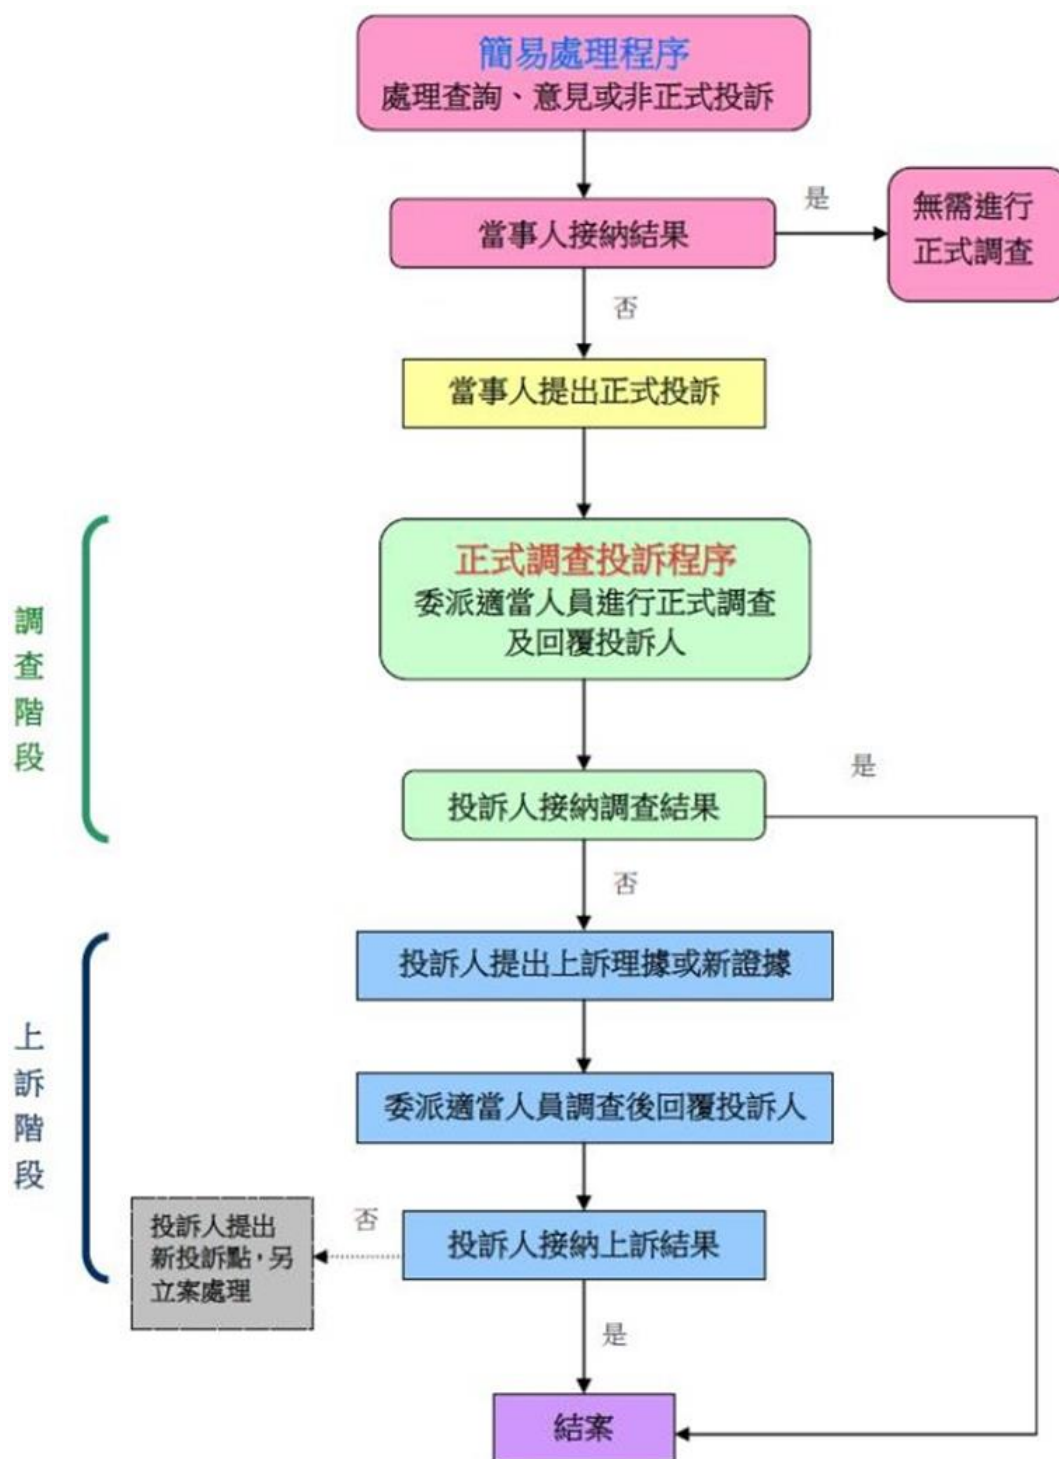 簡易處理程序
處理查詢、意見或非正式投訴
當事人接納結果
是
無需進行
正式調查
否
當事人提出正式投訴
調查階段
正式調查投訴程序
委派適當人員進行正式調查
及回覆投訴人
投訴人接納調查結果
是
否
上訴階段
投訴人提出上訴理據或新證據
委派適當人員調查後回覆投訴人
投訴人接納上訴結果
否
投訴人提出
新投訴點，另
立案處理
是
結案